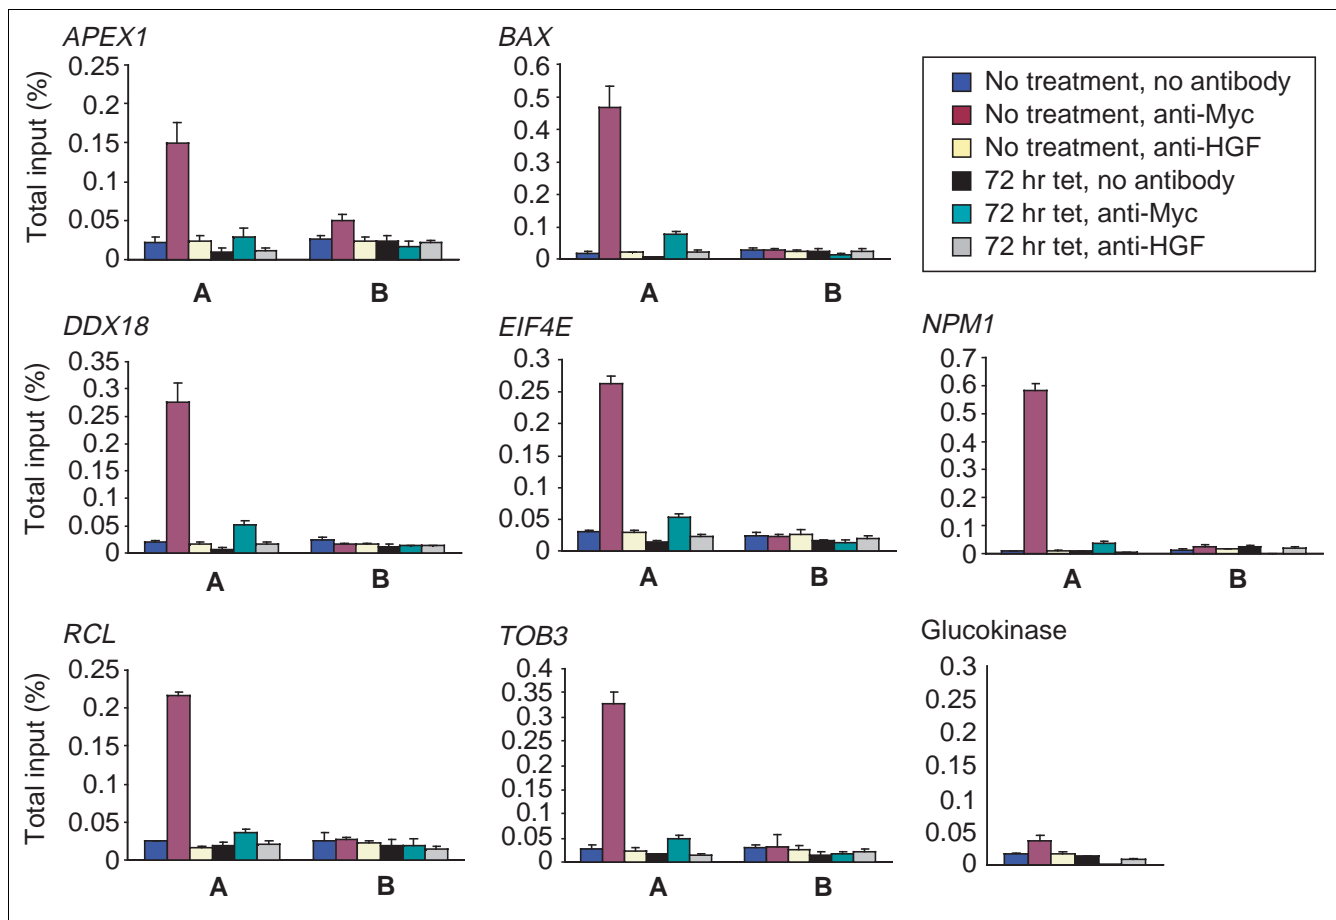 APEX1
Total input (%)
0.25
0.2
0.15
0.1
0.05
0
A
B
BAX
0.6
0.5
0.4
0.3
0.2
0.1
0
A
B
No treatment, no antibody
No treatment, anti-Myc
No treatment, anti-HGF
72 hr tet, no antibody
72 hr tet, anti-Myc
72 hr tet, anti-HGF
DDX18
Total input (%)
0.35
0.3
0.25
0.2
0.15
0.1
0.05
0
A
B
EIF4E
0.3
0.25
0.2
0.15
0.1
0.05
0
A
B
NPM1
0.7
0.6
0.5
0.4
0.3
0.2
0.1
0
A
B
RCL
Total input (%)
0.25
0.2
0.15
0.1
0.05
0
A
B
TOB3
0.4
0.35
0.3
0.25
0.2
0.15
0.1
0.05
0
A
B
Glucokinase
0.3
0.25
0.2
0.15
0.1
0.05
0